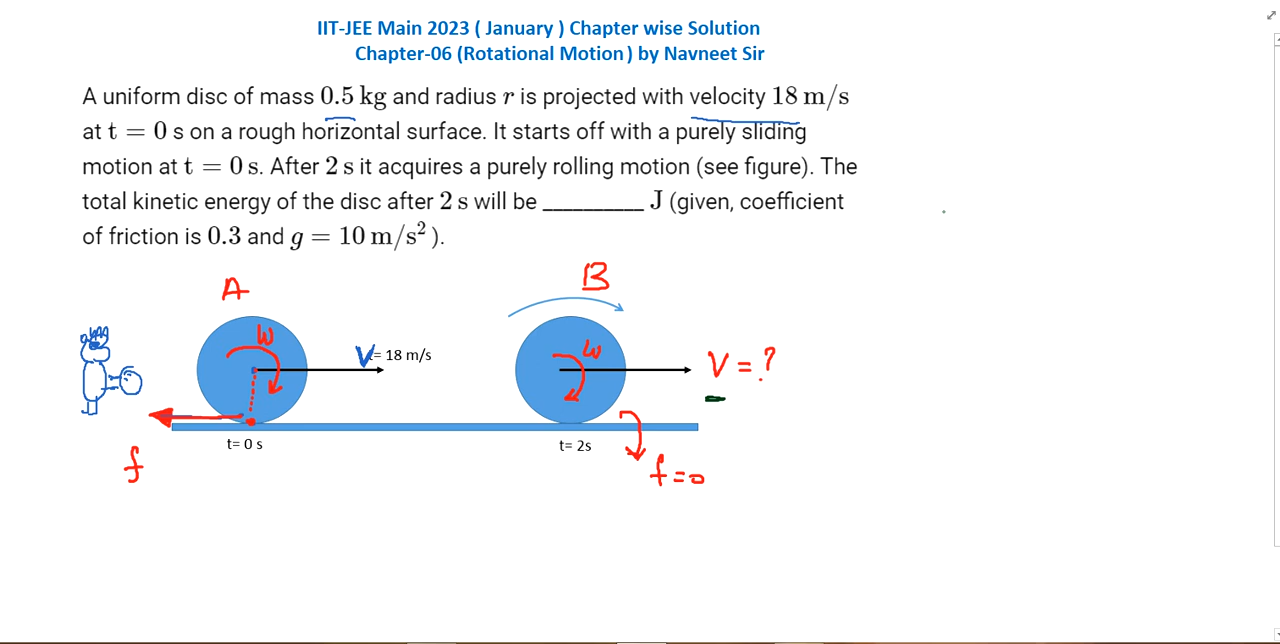 IIT-JEE Main 2023 ( January ) Chapter wise Solution
Chapter-06 (Rotational Motion) by Navneet Sir
A uniform disc of mass 0.5 kg and radius r is projected with velocity 18 m/s
at t = 0 s on a rough horizontal surface. It starts off with a purely sliding
motion at t = 0 s. After 2 s it acquires a purely rolling motion (see figure). The
total kinetic energy of the disc after 2 s will be __________ J (given, coefficient
of friction is 0.3 and g = 10 m/s² ).
A
B
ω
ω
V= 18 m/s
V = ?
t= 0 s
t= 2s
f
f=0